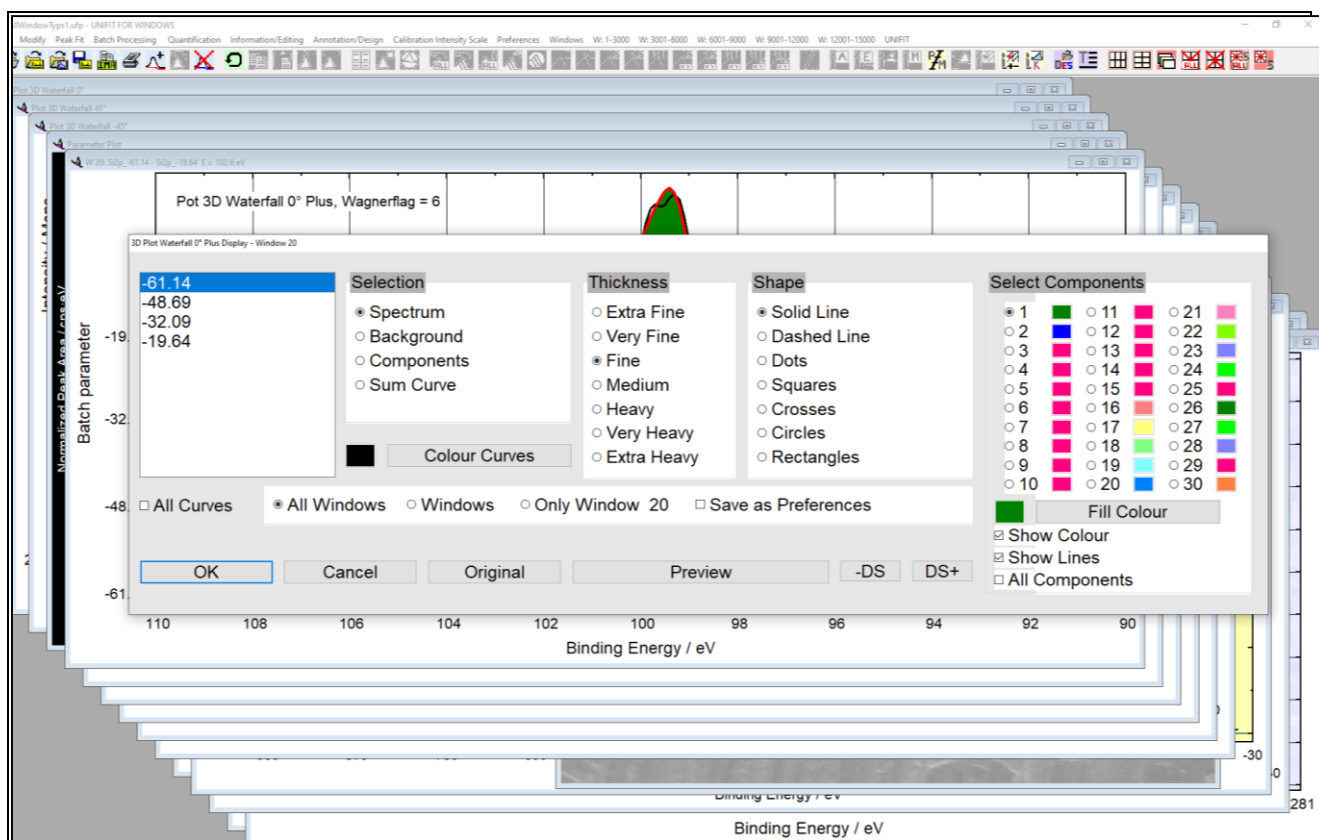 allWindowTyps1.ufp - UNIFIT FOR WINDOWS
Modify Peak Fit Batch Processing Quantification Information/Editing Annotation/Design Calibration Intensity Scale Preferences Windows W: 1-3000 W: 3001-6000 W: 6001-9000 W: 9001-12000 W: 12001-15000 UNIFIT
Plot 3D Waterfall 0°
Plot 3D Waterfall 45°
Plot 3D Waterfall -45°
Parameter Plot
W 20: Si2p_-61.14 - Si2p_-19.64 E = 102.6 eV
Pot 3D Waterfall 0° Plus, Wagnerflag = 6
3D Plot Waterfall 0° Plus Display - Window 20
-61.14
-48.69
-32.09
-19.64
Selection
Spectrum
Background
Components
Sum Curve
Colour Curves
Thickness
Extra Fine
Very Fine
Fine
Medium
Heavy
Very Heavy
Extra Heavy
Shape
Solid Line
Dashed Line
Dots
Squares
Crosses
Circles
Rectangles
Select Components
1 11 21
2 12 22
3 13 23
4 14 24
5 15 25
6 16 26
7 17 27
8 18 28
9 19 29
10 20 30
Fill Colour
Show Colour
Show Lines
All Components
All Curves All Windows Windows Only Window 20 Save as Preferences
OK Cancel Original Preview -DS DS+
Batch parameter
Normalized Peak Area / cps·eV
-19.
-32.
-48.
-61.
110 108 106 104 102 100 98 96 94 92 90
Binding Energy / eV
-30
281
Binding Energy / eV
Binding Energy / eV